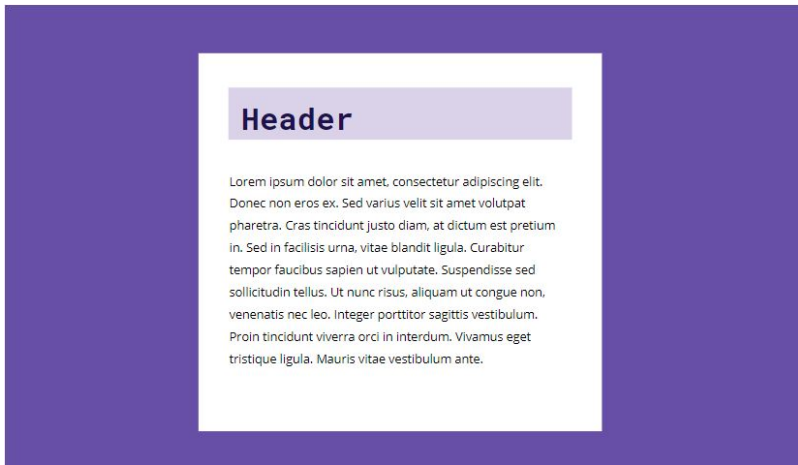 Header
Lorem ipsum dolor sit amet, consectetur adipiscing elit.
Donec non eros ex. Sed varius velit sit amet volutpat
pharetra. Cras tincidunt justo diam, at dictum est pretium
in. Sed in facilisis urna, vitae blandit ligula. Curabitur
tempor faucibus sapien ut vulputate. Suspendisse sed
sollicitudin tellus. Ut nunc risus, aliquam ut congue non,
venenatis nec leo. Integer porttitor sagittis vestibulum.
Proin tincidunt viverra orci in interdum. Vivamus eget
tristique ligula. Mauris vitae vestibulum ante.